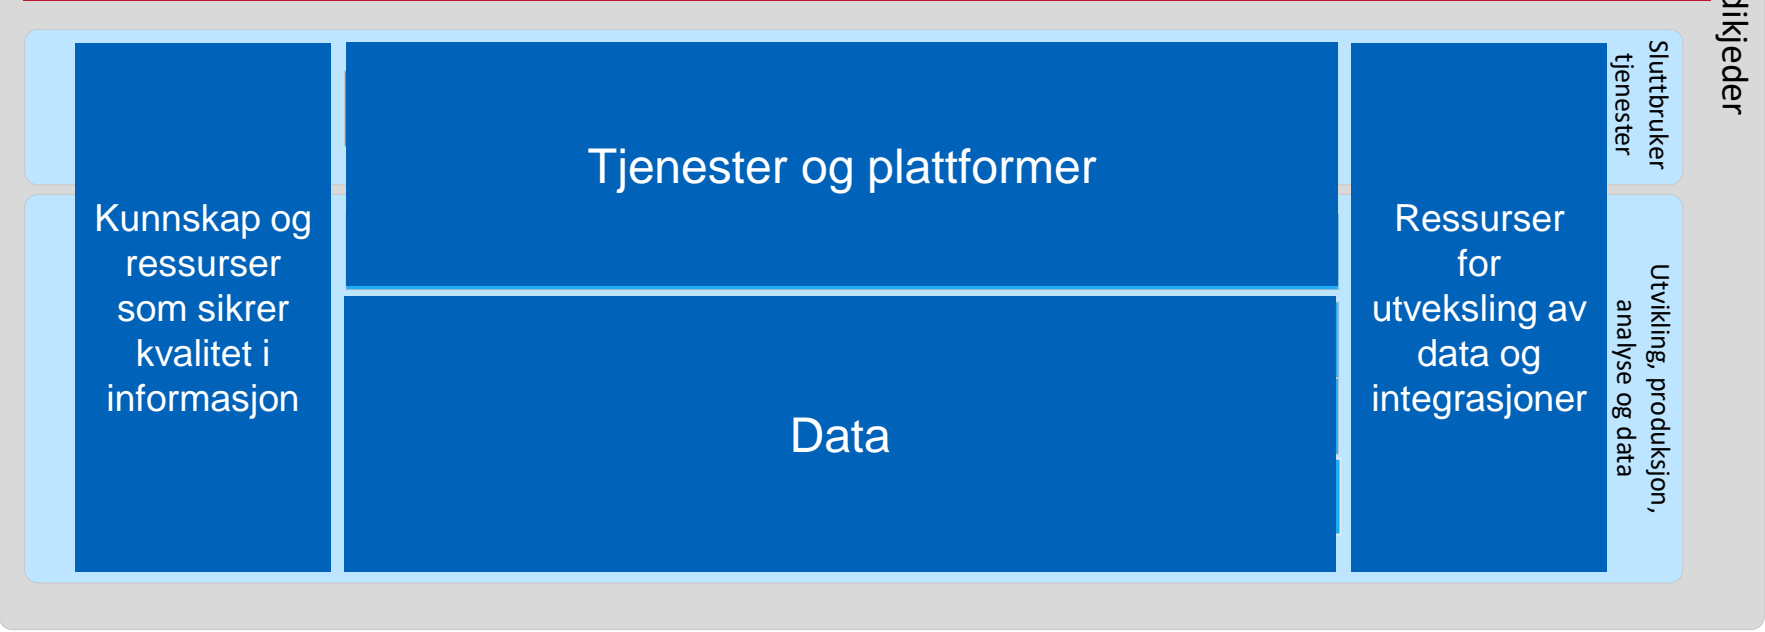 Kunnskap og
ressurser
som sikrer
kvalitet i
informasjon
Tjenester og plattformer
Data
Ressurser
for
utveksling av
data og
integrasjoner
Sluttbruker
tjenester
Utvikling, produksjon,
analyse og data